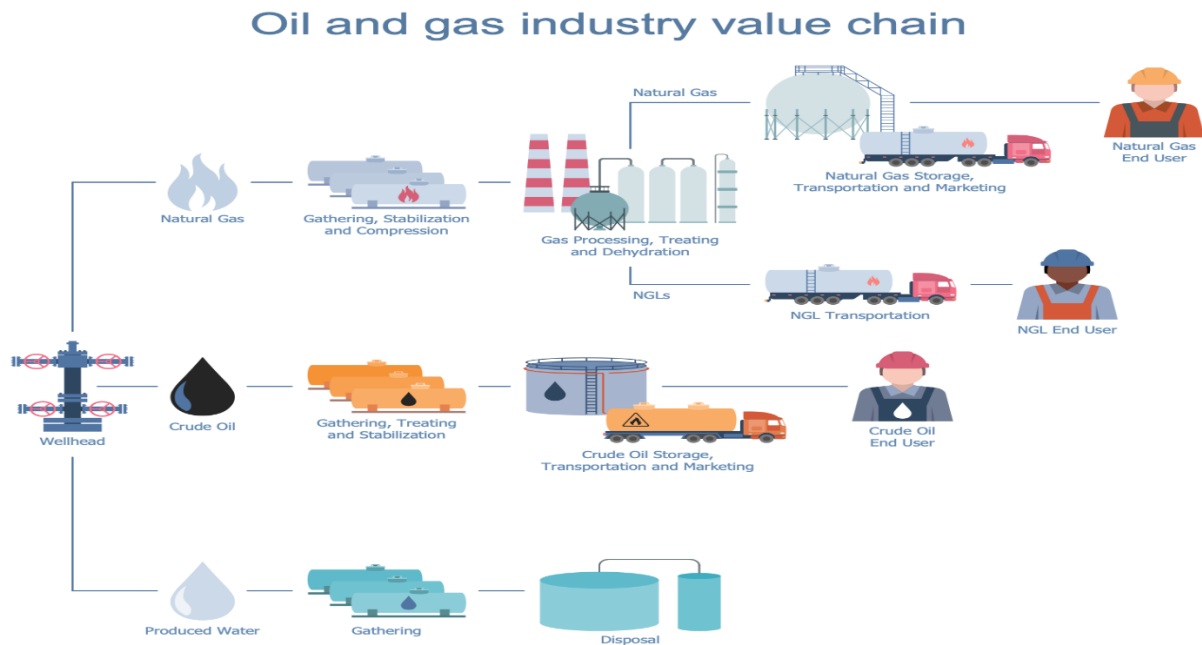 Oil and gas industry value chain
Natural Gas
Natural Gas
End User
Natural Gas Storage,
Transportation and Marketing
Natural Gas
Gathering, Stabilization
and Compression
Gas Processing, Treating
and Dehydration
NGLs
NGL Transportation
NGL End User
Wellhead
Crude Oil
Gathering, Treating
and Stabilization
Crude Oil Storage,
Transportation and Marketing
Crude Oil
End User
Produced Water
Gathering
Disposal